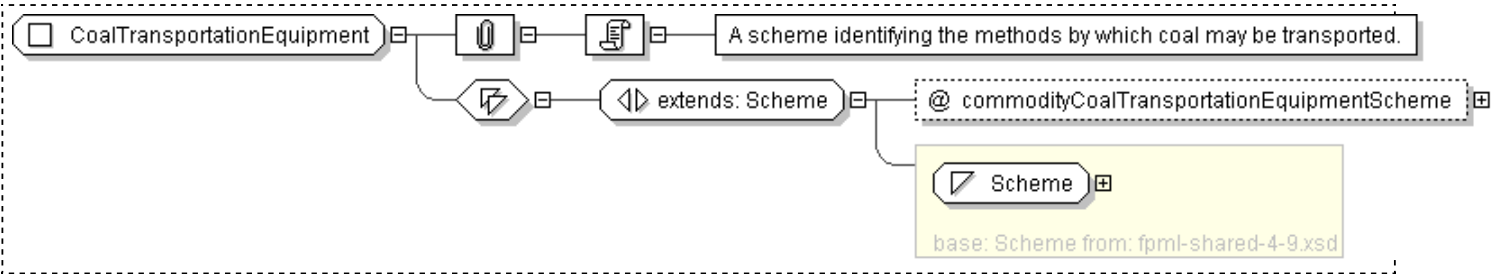 CoalTransportationEquipment
A scheme identifying the methods by which coal may be transported.
extends: Scheme
@ commodityCoalTransportationEquipmentScheme
Scheme
base: Scheme from: fpml-shared-4-9.xsd